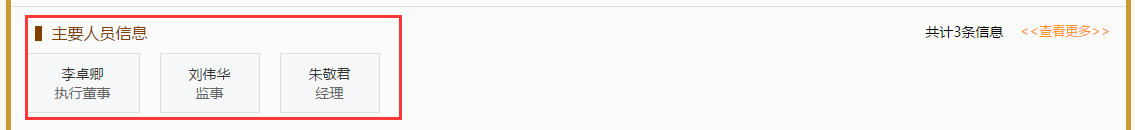 主要人员信息 共计3条信息 <<查看更多>>
李卓卿 刘伟华 朱敬君
执行董事 监事 经理